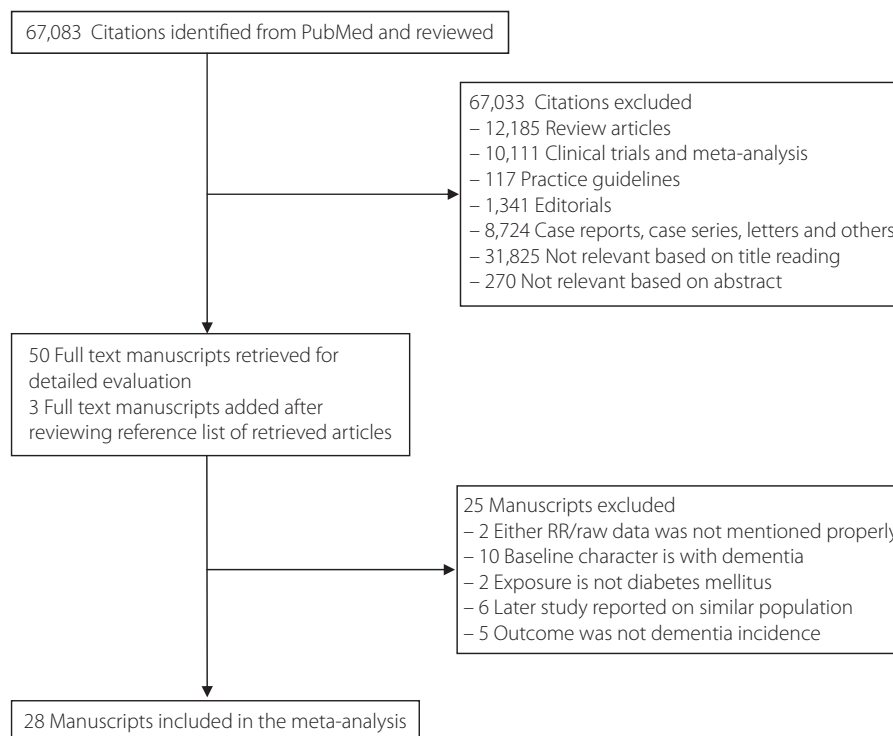 67,083 Citations identified from PubMed and reviewed
67,033 Citations excluded
– 12,185 Review articles
– 10,111 Clinical trials and meta-analysis
– 117 Practice guidelines
– 1,341 Editorials
– 8,724 Case reports, case series, letters and others
– 31,825 Not relevant based on title reading
– 270 Not relevant based on abstract
50 Full text manuscripts retrieved for
detailed evaluation
3 Full text manuscripts added after
reviewing reference list of retrieved articles
25 Manuscripts excluded
– 2 Either RR/raw data was not mentioned properly
– 10 Baseline character is with dementia
– 2 Exposure is not diabetes mellitus
– 6 Later study reported on similar population
– 5 Outcome was not dementia incidence
28 Manuscripts included in the meta-analysis